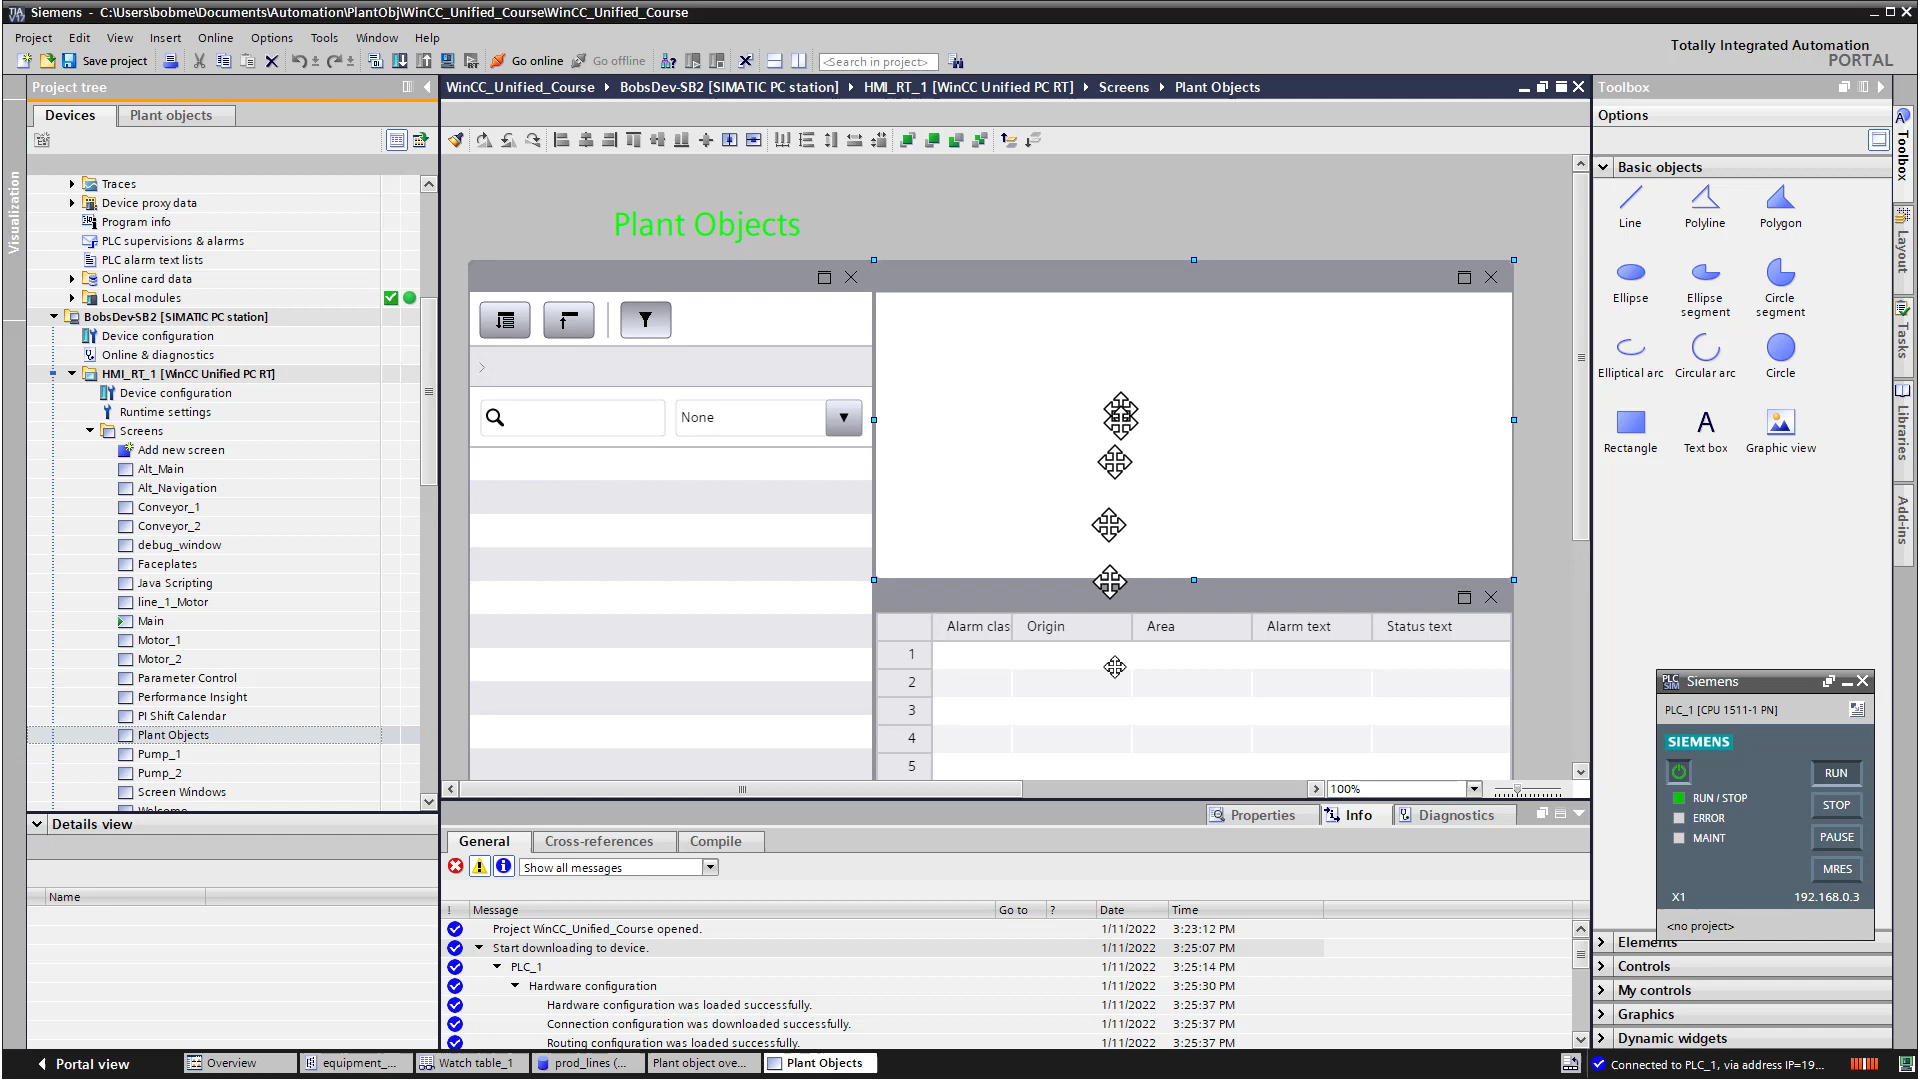 Siemens - C:\Users\bobme\Documents\Automation\PlantObj\WinCC_Unified_Course\WinCC_Unified_Course
Project Edit View Insert Online Options Tools Window Help
Totally Integrated Automation
PORTAL
Save project
Go online
Go offline
<Search in project>
Project tree
WinCC_Unified_Course
BobsDev-SB2 [SIMATIC PC station]
HMI_RT_1 [WinCC Unified PC RT]
Screens
Plant Objects
Toolbox
Devices
Plant objects
Options
Visualization
Traces
Device proxy data
Program info
PLC supervisions & alarms
PLC alarm text lists
Online card data
Local modules
BobsDev-SB2 [SIMATIC PC station]
Device configuration
Online & diagnostics
HMI_RT_1 [WinCC Unified PC RT]
Device configuration
Runtime settings
Screens
Add new screen
Alt_Main
Alt_Navigation
Conveyor_1
Conveyor_2
debug_window
Faceplates
Java Scripting
line_1_Motor
Main
Motor_1
Motor_2
Parameter Control
Performance Insight
PI Shift Calendar
Plant Objects
Pump_1
Pump_2
Screen Windows
Welcome
Details view
Name
Plant Objects
None
Alarm clas Origin Area Alarm text Status text
1
2
3
4
5
100%
Properties
Info
Diagnostics
General
Cross-references
Compile
Show all messages
! Message Go to ? Date Time
Project WinCC_Unified_Course opened. 1/11/2022 3:23:12 PM
Start downloading to device. 1/11/2022 3:25:07 PM
PLC_1 1/11/2022 3:25:14 PM
Hardware configuration 1/11/2022 3:25:30 PM
Hardware configuration was loaded successfully. 1/11/2022 3:25:37 PM
Connection configuration was downloaded successfully. 1/11/2022 3:25:37 PM
Routing configuration was loaded successfully. 1/11/2022 3:25:37 PM
Basic objects
Line
Polyline
Polygon
Ellipse
Ellipse segment
Circle segment
Elliptical arc
Circular arc
Circle
Rectangle
Text box
Graphic view
Toolbox
Layout
Tasks
Libraries
Add-ins
PLC SIM
Siemens
PLC_1 [CPU 1511-1 PN]
SIEMENS
RUN
RUN / STOP
STOP
ERROR
MAINT
PAUSE
MRES
X1 192.168.0.3
<no project>
Elements
Controls
My controls
Graphics
Dynamic widgets
Portal view
Overview
equipment_...
Watch table_1
prod_lines (...
Plant object ove...
Plant Objects
Connected to PLC_1, via address IP=19...